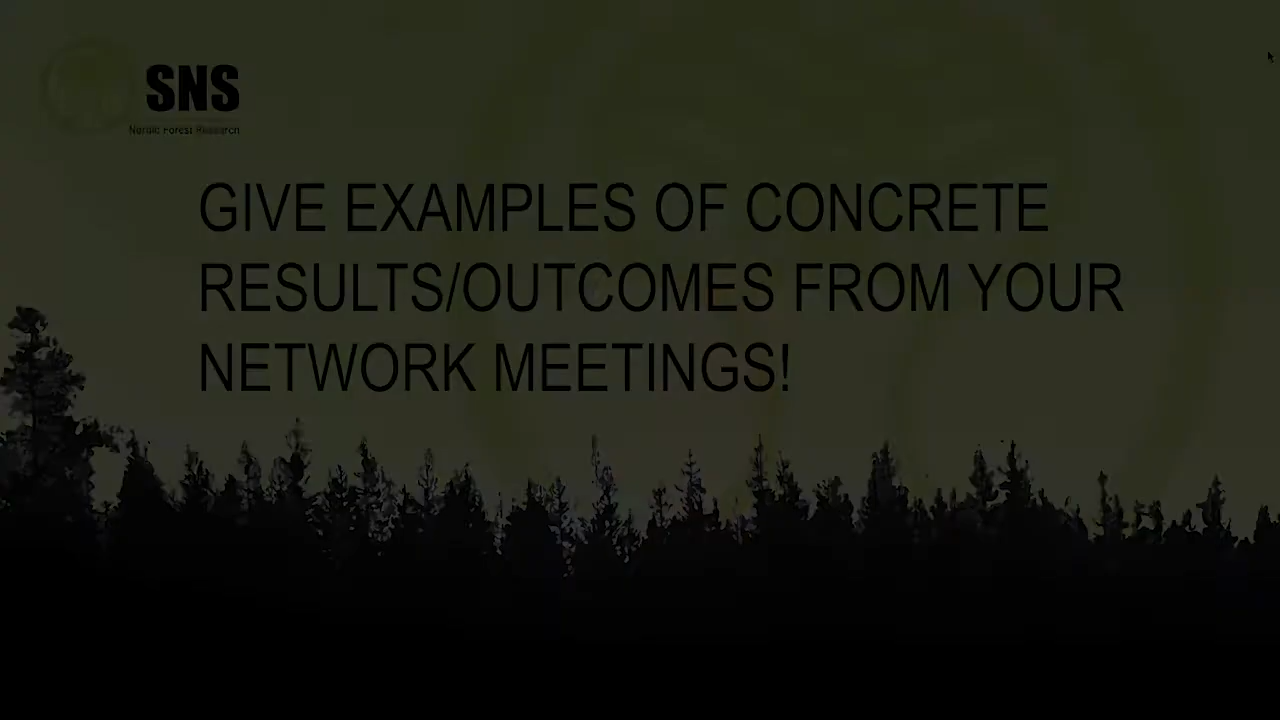 SNS
Nordic Forest Research
GIVE EXAMPLES OF CONCRETE
RESULTS/OUTCOMES FROM YOUR
NETWORK MEETINGS!